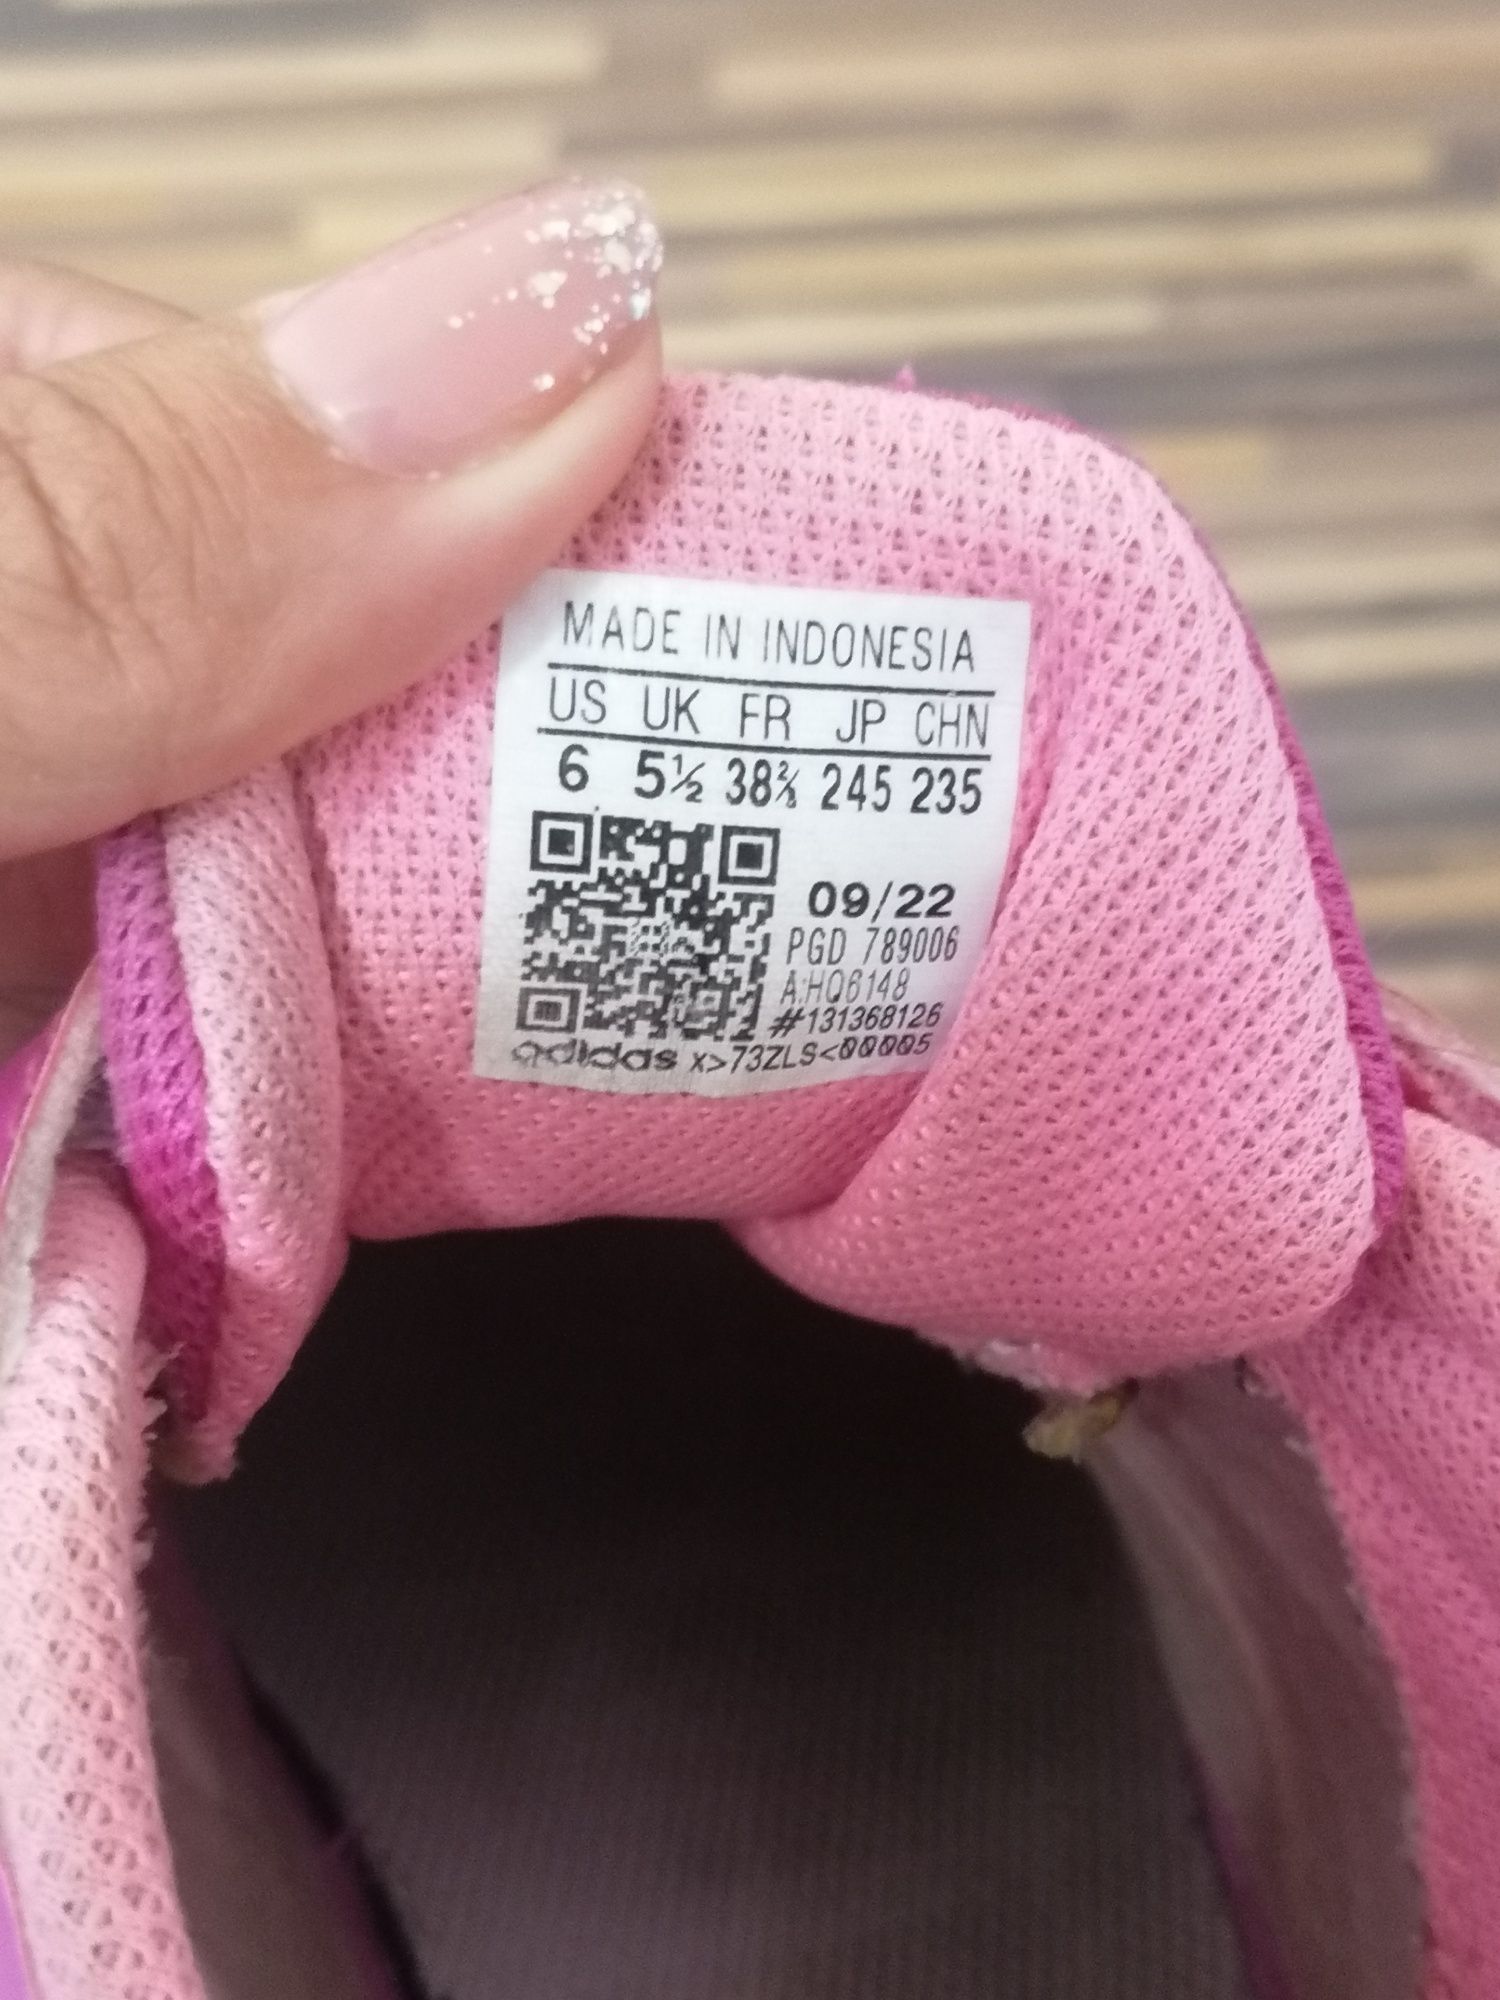 MADE IN INDONESIA
US UK FR JP CHN
6 5½ 38⅔ 245 235
09/22
PGD 789006
A:HQ6148
#131368126
adidas x>73ZLS<00005